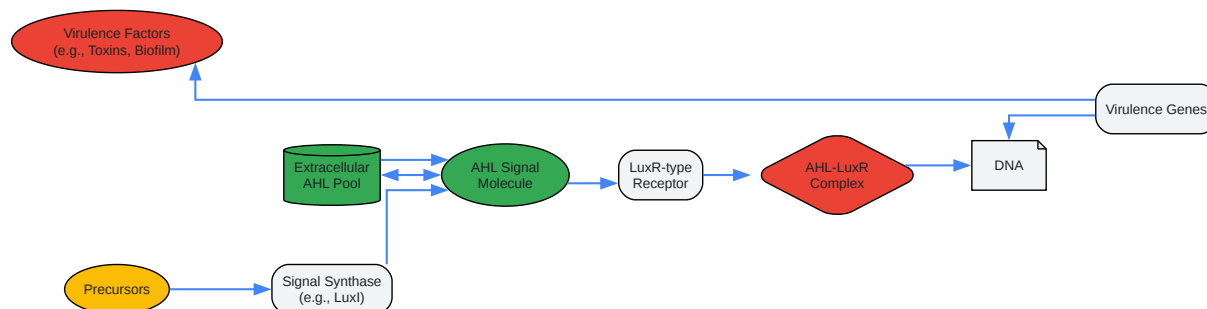 Virulence Factors
(e.g., Toxins, Biofilm)
Virulence Genes
Extracellular
AHL Pool
AHL Signal
Molecule
LuxR-type
Receptor
AHL-LuxR
Complex
DNA
Precursors
Signal Synthase
(e.g., LuxI)